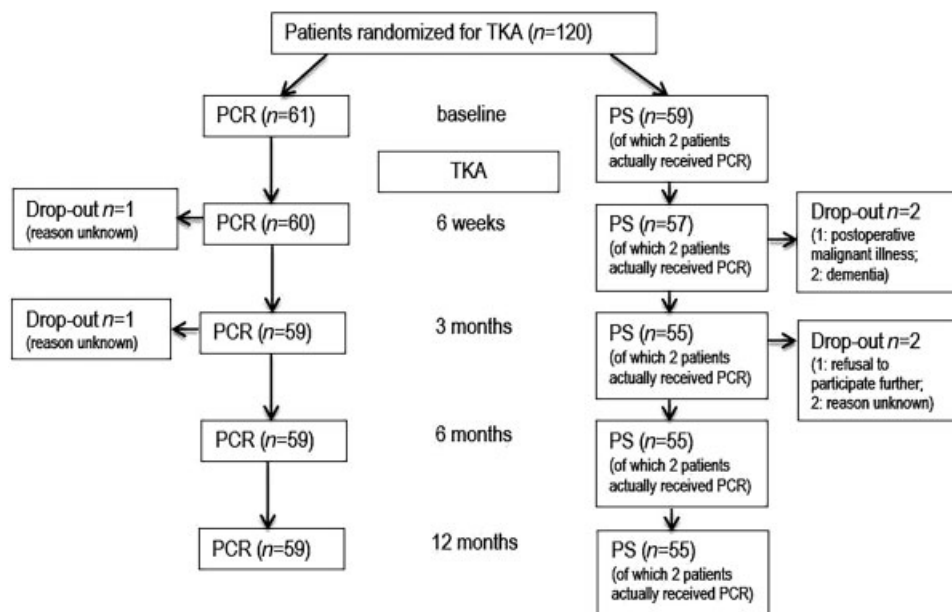 Patients randomized for TKA (n=120)
PCR (n=61)
baseline
PS (n=59)
(of which 2 patients
actually received PCR)
TKA
Drop-out n=1
(reason unknown)
PCR (n=60)
6 weeks
PS (n=57)
(of which 2 patients
actually received PCR)
Drop-out n=2
(1: postoperative
malignant illness;
2: dementia)
Drop-out n=1
(reason unknown)
PCR (n=59)
3 months
PS (n=55)
(of which 2 patients
actually received PCR)
Drop-out n=2
(1: refusal to
participate further;
2: reason unknown)
PCR (n=59)
6 months
PS (n=55)
(of which 2 patients
actually received PCR)
PCR (n=59)
12 months
PS (n=55)
(of which 2 patients
actually received PCR)